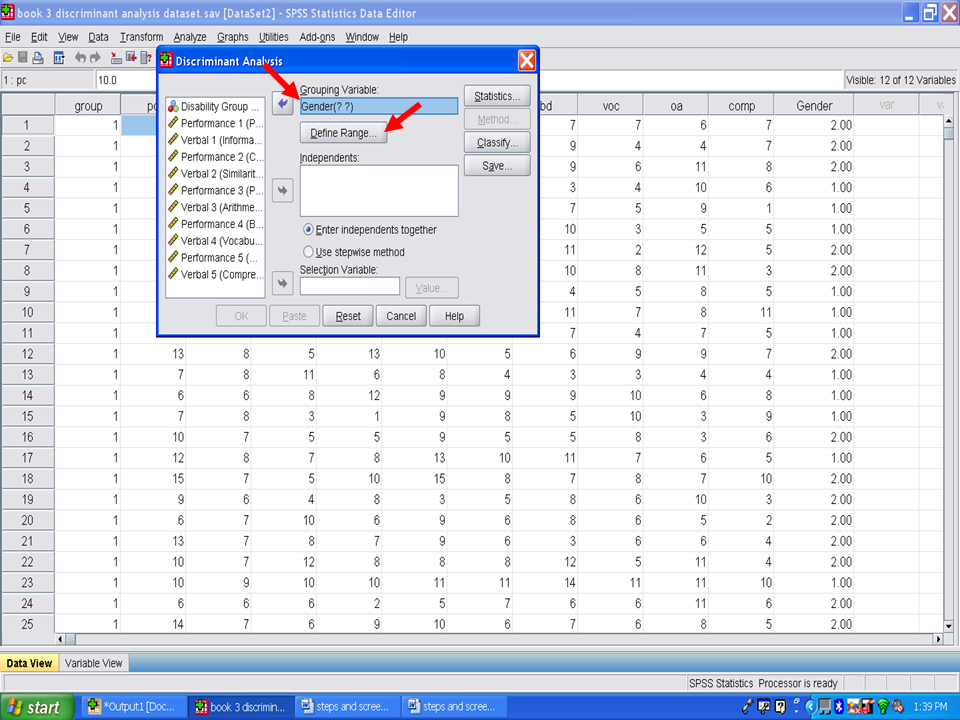 book 3 discriminant analysis dataset.sav [DataSet2] - SPSS Statistics Data Editor
File Edit View Data Transform Analyze Graphs Utilities Add-ons Window Help
1 : pc 10.0 Visible: 12 of 12 Variables
Discriminant Analysis
Disability Group ...
Performance 1 (P...
Verbal 1 (Informa...
Performance 2 (C...
Verbal 2 (Similarit...
Performance 3 (P...
Verbal 3 (Arithme...
Performance 4 (B...
Verbal 4 (Vocabu...
Performance 5 (...
Verbal 5 (Compre...
Grouping Variable:
Gender(? ?)
Define Range...
Independents:
Enter independents together
Use stepwise method
Selection Variable:
Value...
Statistics...
Method...
Classify...
Save...
OK Paste Reset Cancel Help
group bd voc oa comp Gender var
1 1 7 7 6 7 2.00
2 1 9 4 4 7 2.00
3 1 9 6 11 8 2.00
4 1 3 4 10 6 1.00
5 1 7 5 9 1 1.00
6 1 10 3 5 5 1.00
7 1 11 2 12 5 2.00
8 1 10 8 11 3 2.00
9 1 4 5 8 5 1.00
10 1 11 7 8 11 1.00
11 1 7 4 7 5 1.00
12 1 13 8 5 13 10 5 6 9 9 7 2.00
13 1 7 8 11 6 8 4 3 3 4 4 1.00
14 1 6 6 8 12 9 9 9 10 6 8 1.00
15 1 7 8 3 1 9 8 5 10 3 9 1.00
16 1 10 7 5 5 9 5 5 8 3 6 2.00
17 1 12 8 7 8 13 10 11 7 6 5 1.00
18 1 15 7 5 10 15 8 7 8 7 10 2.00
19 1 9 6 4 8 3 5 8 6 10 3 2.00
20 1 6 7 10 6 9 6 8 6 5 2 2.00
21 1 13 7 8 7 9 6 3 6 6 4 2.00
22 1 10 7 12 8 8 8 12 5 11 4 2.00
23 1 10 9 10 10 11 11 14 11 11 10 1.00
24 1 6 6 6 2 5 7 6 6 11 6 2.00
25 1 14 7 6 9 10 6 7 6 8 5 2.00
Data View Variable View
SPSS Statistics Processor is ready
start *Output1 [Doc... book 3 discrimin... steps and scree... steps and scree... 1:39 PM